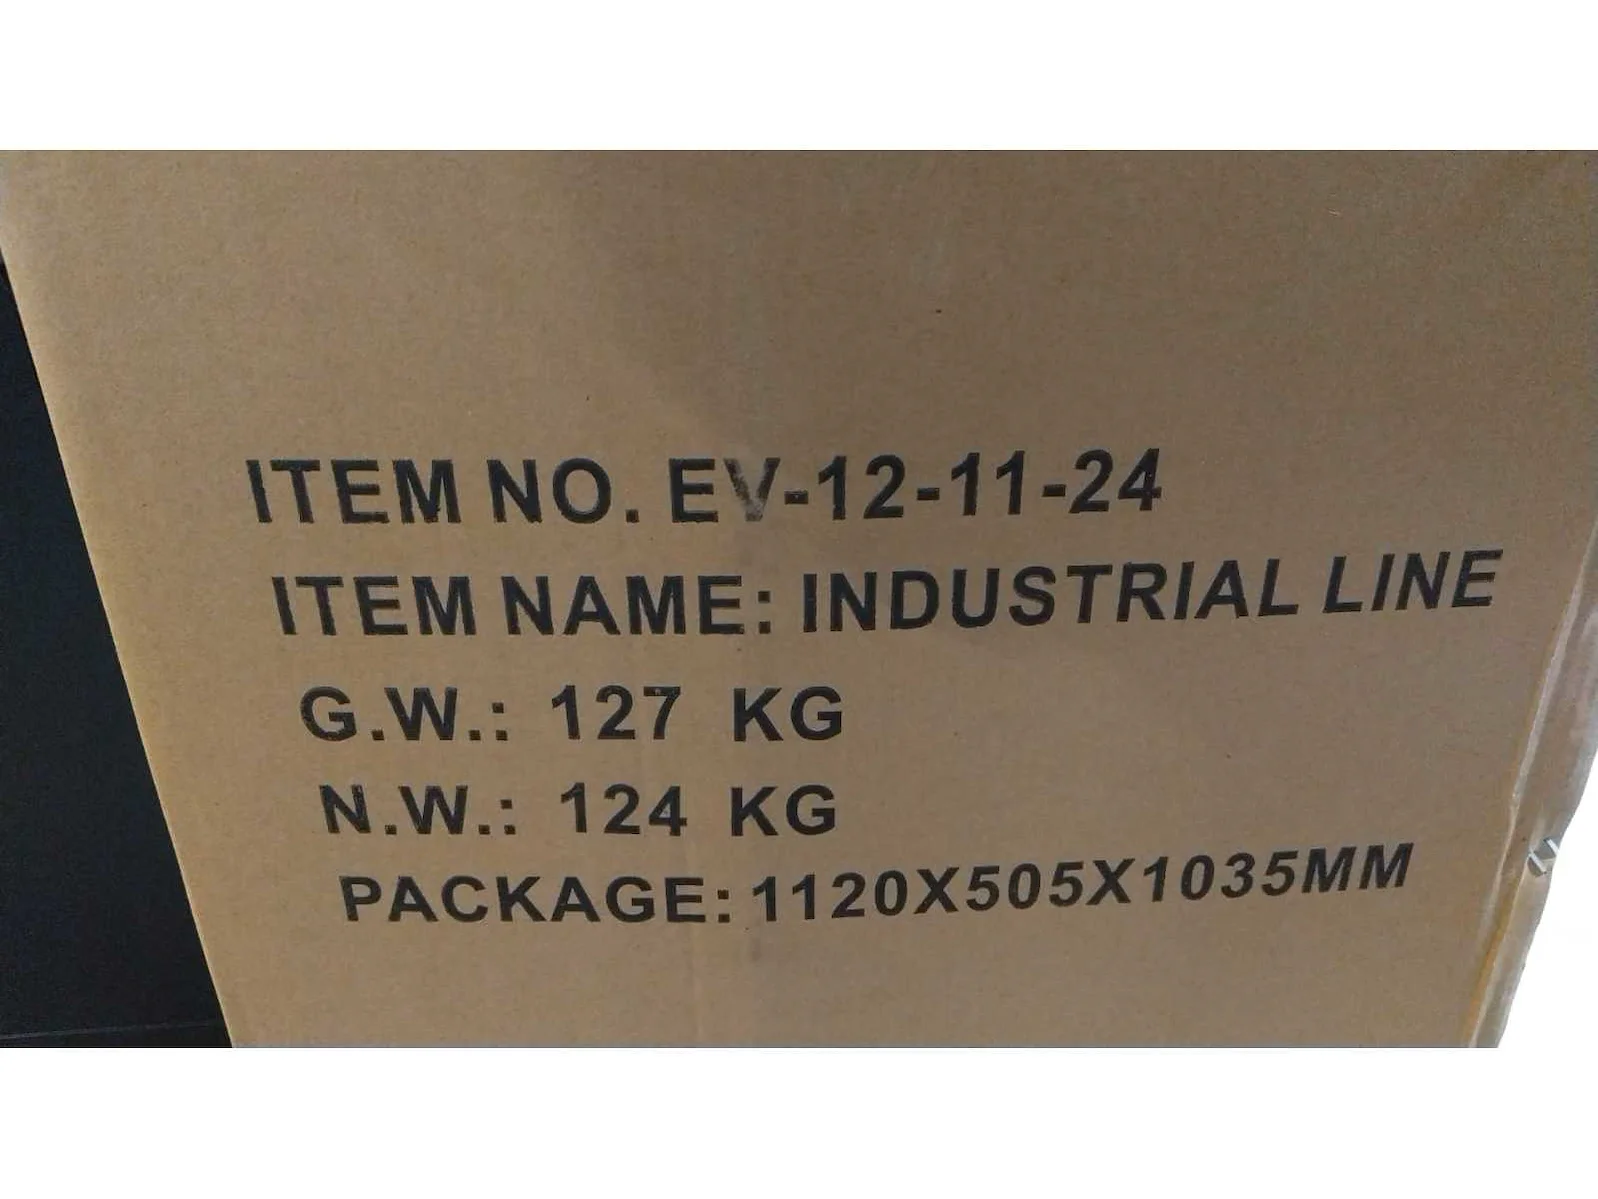 ITEM NO. EV-12-11-24
ITEM NAME: INDUSTRIAL LINE
G.W.: 127 KG
N.W.: 124 KG
PACKAGE: 1120X505X1035MM